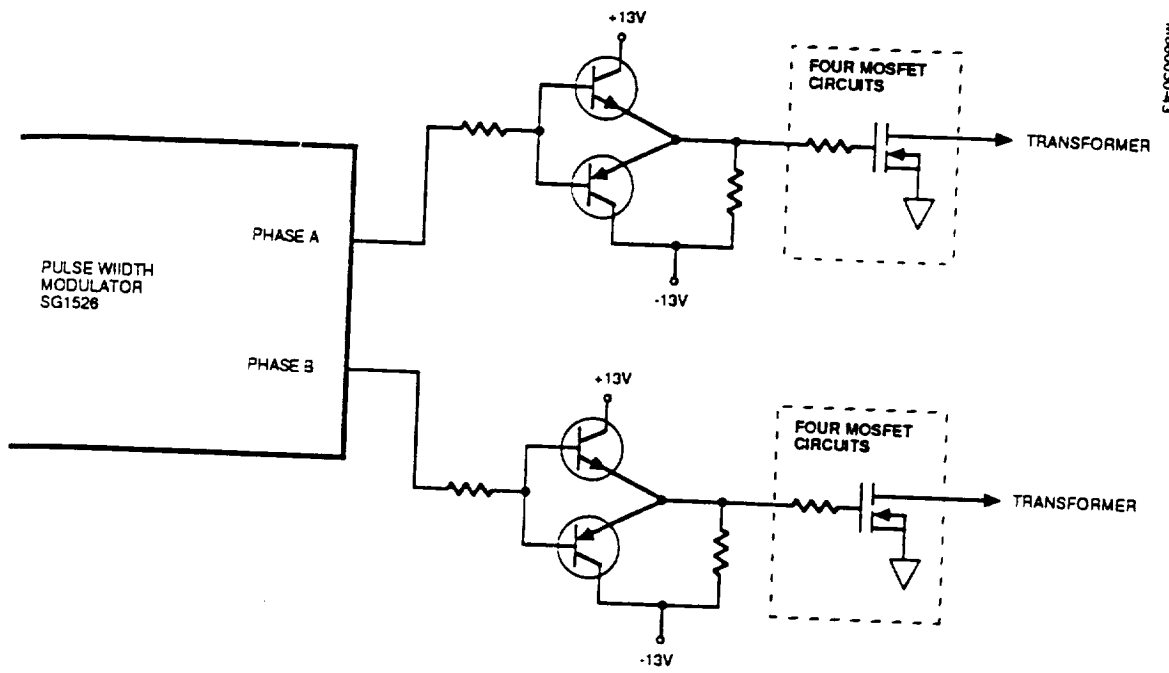 +13V
FOUR MOSFET
CIRCUITS
TRANSFORMER
PHASE A
-13V
PULSE WIIDTH
MODULATOR
SG1526
PHASE B
+13V
FOUR MOSFET
CIRCUITS
TRANSFORMER
-13V